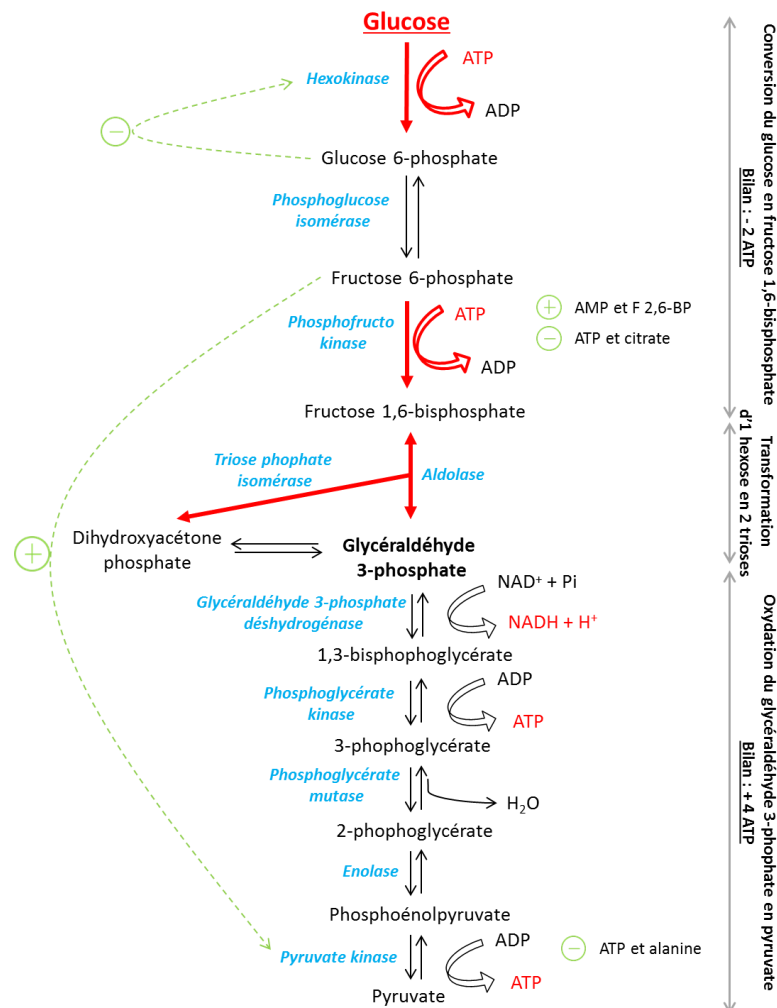 Glucose
ATP
Hexokinase
ADP
−
Glucose 6-phosphate
Phosphoglucose
isomérase
Fructose 6-phosphate
+ AMP et F 2,6-BP
ATP
Phosphofructo
kinase
− ATP et citrate
ADP
Fructose 1,6-bisphosphate
Triose phophate
isomérase
Aldolase
Dihydroxyacétone
phosphate
+
Glycéraldéhyde
3-phosphate
NAD+ + Pi
Glycéraldéhyde 3-phosphate
déshydrogénase
NADH + H+
1,3-bisphophoglycérate
ADP
Phosphoglycérate
kinase
ATP
3-phophoglycérate
Phosphoglycérate
mutase
H2O
2-phophoglycérate
Enolase
Phosphoénolpyruvate
ADP
− ATP et alanine
Pyruvate kinase
ATP
Pyruvate
Conversion du glucose en fructose 1,6-bisphosphate
Bilan : - 2 ATP
Transformation
d'1 hexose en 2 trioses
Oxydation du glycéraldéhyde 3-phophate en pyruvate
Bilan : + 4 ATP